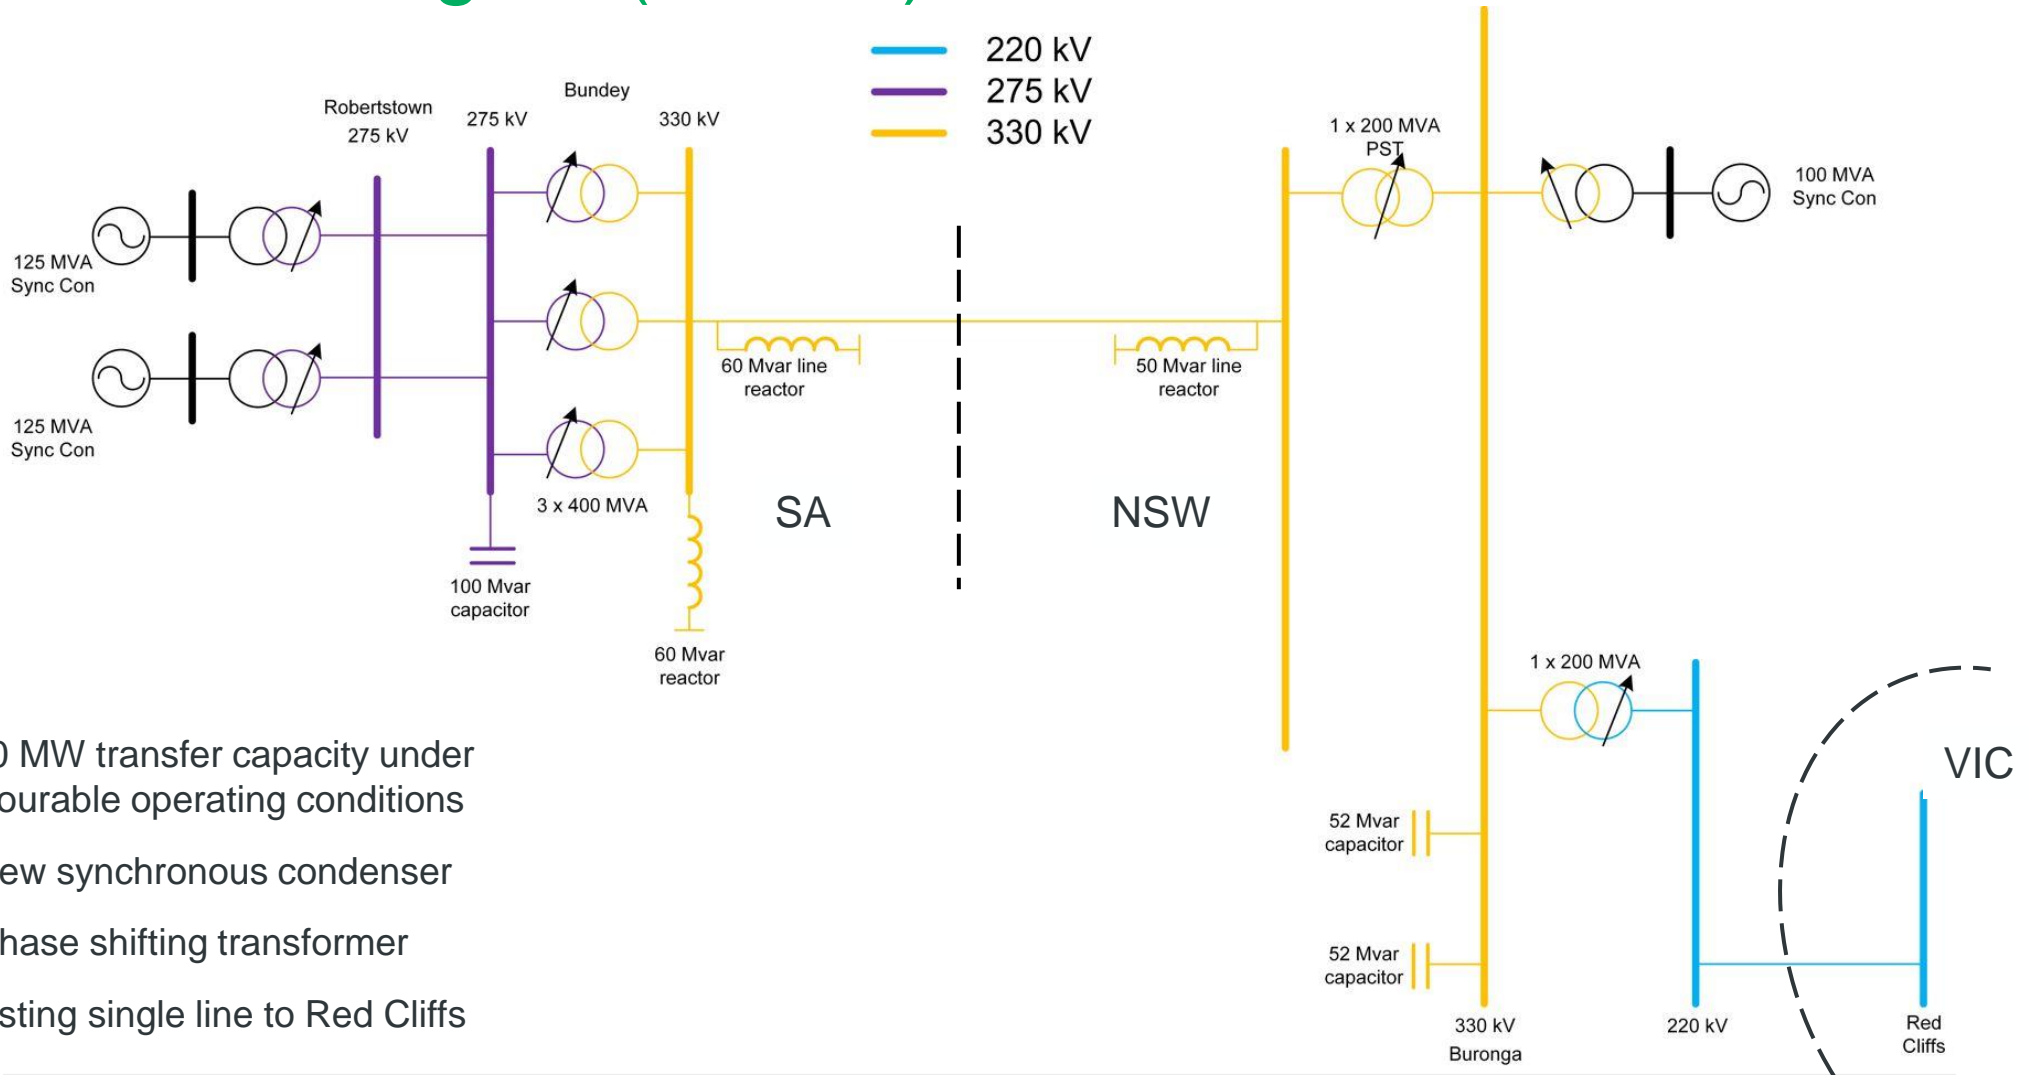 220 kV
275 kV
330 kV
Robertstown
275 kV
275 kV
Bundey
330 kV
125 MVA
Sync Con
125 MVA
Sync Con
3 x 400 MVA
100 Mvar
capacitor
60 Mvar
reactor
60 Mvar line
reactor
SA
NSW
50 Mvar line
reactor
1 x 200 MVA
PST
100 MVA
Sync Con
1 x 200 MVA
VIC
52 Mvar
capacitor
52 Mvar
capacitor
330 kV
Buronga
220 kV
Red
Cliffs
0 MW transfer capacity under
ourable operating conditions
ew synchronous condenser
hase shifting transformer
sting single line to Red Cliffs